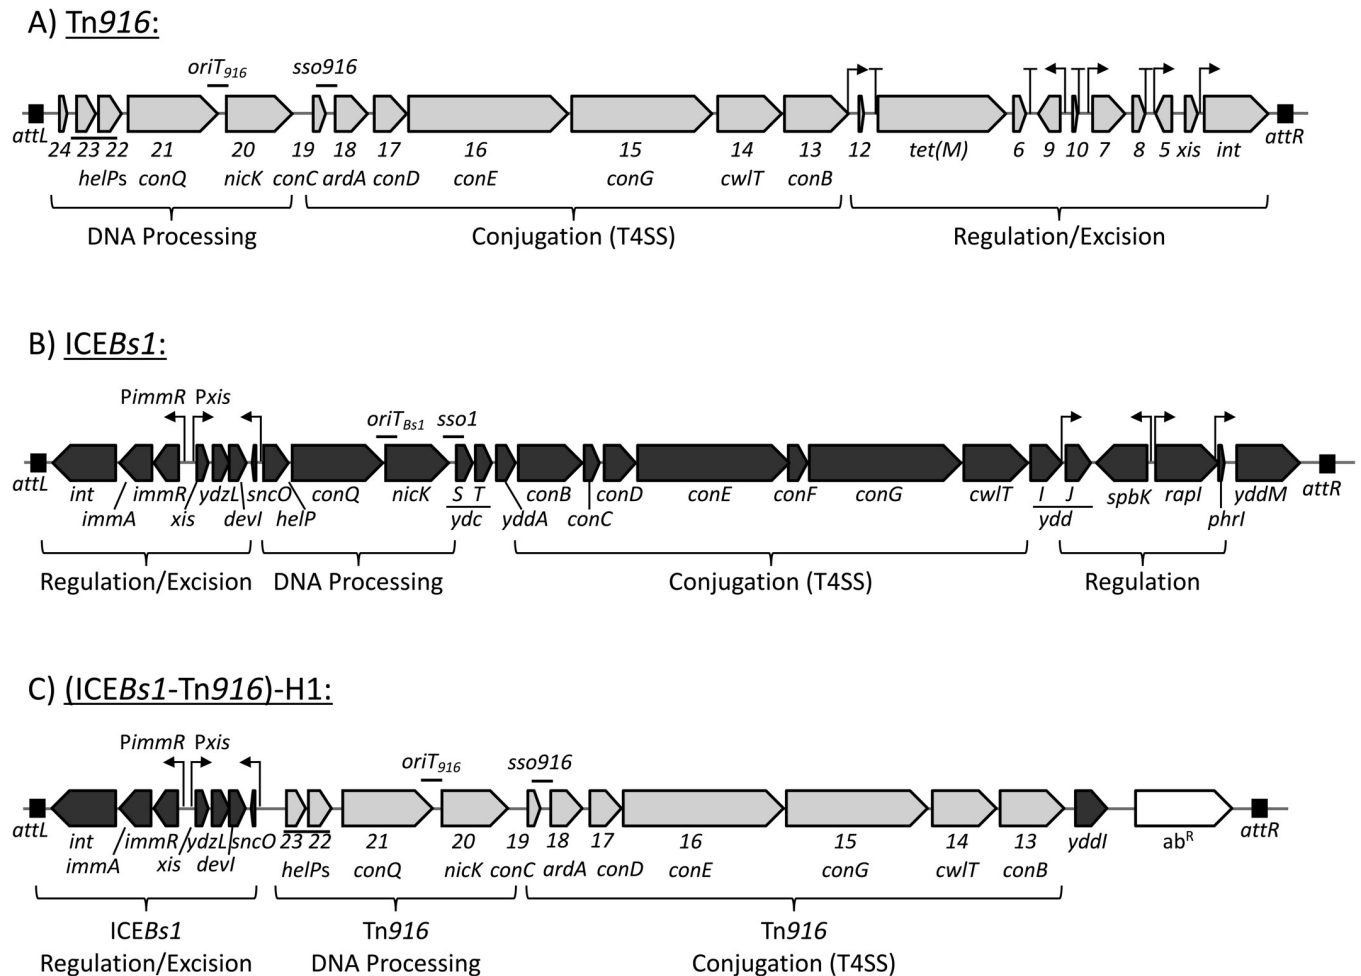 A) Tn916:
oriT916 sso916
attL 24 23 22 21 20 19 18 17 16 15 14 13 12 tet(M) 6 9 10 7 8 5 xis int attR
helPs conQ nicK conC ardA conD conE conG cwlT conB
DNA Processing Conjugation (T4SS) Regulation/Excision
B) ICEBs1:
PimmR Pxis
oriTBs1 sso1
attL int immR ydzL sncO conQ nicK S T conB conD conE conF conG cwlT I J spbK rapI yddM attR
immA xis devI helP ydc yddA conC ydd phrI
Regulation/Excision DNA Processing Conjugation (T4SS) Regulation
C) (ICEBs1-Tn916)-H1:
PimmR Pxis
oriT916 sso916
attL int immR ydzL sncO 23 22 21 20 19 18 17 16 15 14 13 yddI abR attR
immA xis devI helPs conQ nicK conC ardA conD conE conG cwlT conB
ICEBs1 Tn916 Tn916
Regulation/Excision DNA Processing Conjugation (T4SS)